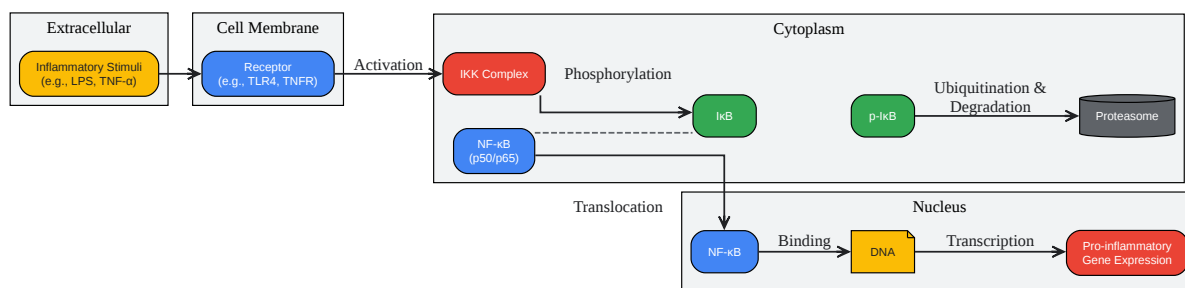 Extracellular
Inflammatory Stimuli
(e.g., LPS, TNF-α)
Cell Membrane
Receptor
(e.g., TLR4, TNFR)
Activation
Cytoplasm
IKK Complex
Phosphorylation
IκB
p-IκB
Ubiquitination &
Degradation
Proteasome
NF-κB
(p50/p65)
Translocation
Nucleus
NF-κB
Binding
DNA
Transcription
Pro-inflammatory
Gene Expression